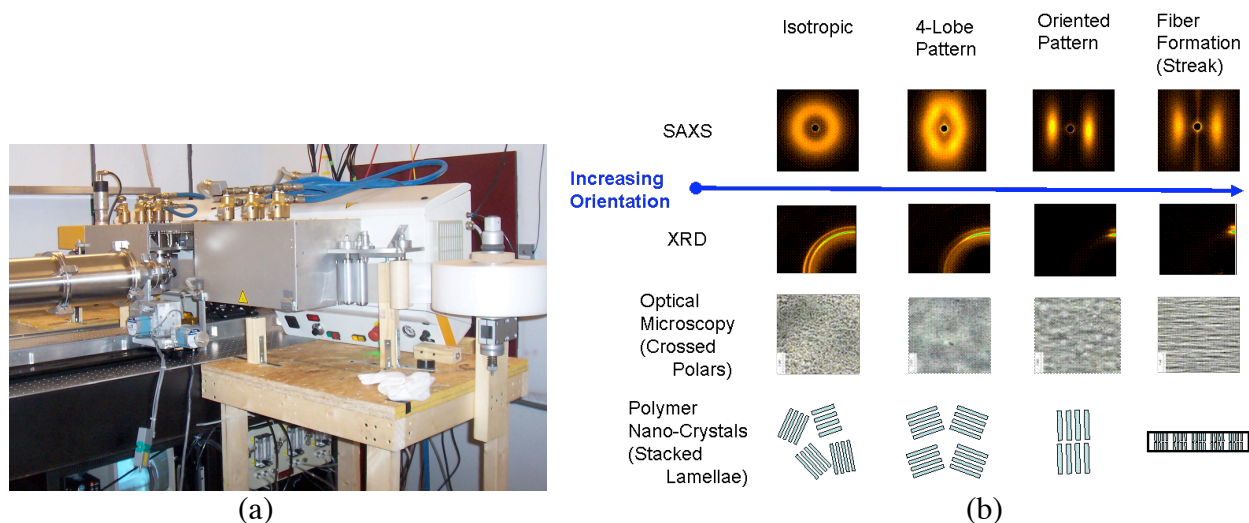 Isotropic
4-Lobe
Pattern
Oriented
Pattern
Fiber
Formation
(Streak)
SAXS
Increasing
Orientation
XRD
Optical
Microscopy
(Crossed
Polars)
Polymer
Nano-Crystals
(Stacked
Lamellae)
(a)
(b)